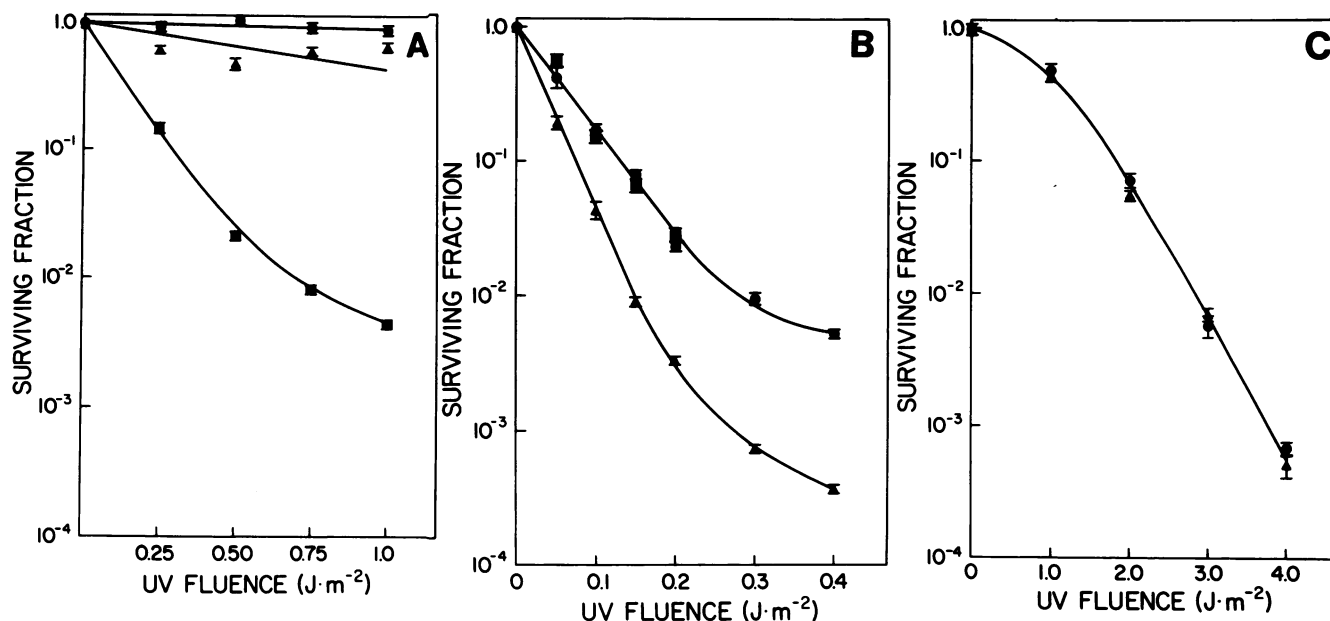 A
SURVIVING FRACTION
1.0
10⁻¹
10⁻²
10⁻³
10⁻⁴
0.25 0.50 0.75 1.0
UV FLUENCE (J·m⁻²)
B
SURVIVING FRACTION
1.0
10⁻¹
10⁻²
10⁻³
10⁻⁴
0 0.1 0.2 0.3 0.4
UV FLUENCE (J·m⁻²)
C
SURVIVING FRACTION
1.0
10⁻¹
10⁻²
10⁻³
10⁻⁴
0 1.0 2.0 3.0 4.0
UV FLUENCE (J·m⁻²)